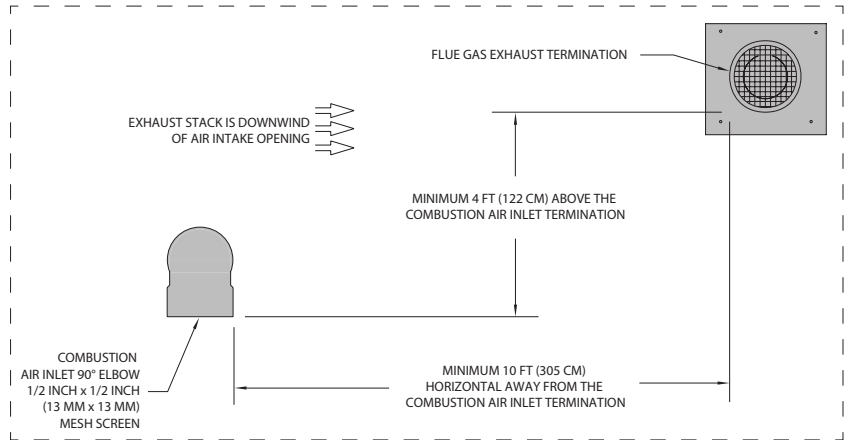 FLUE GAS EXHAUST TERMINATION
EXHAUST STACK IS DOWNWIND
OF AIR INTAKE OPENING
MINIMUM 4 FT (122 CM) ABOVE THE
COMBUSTION AIR INLET TERMINATION
COMBUSTION
AIR INLET 90° ELBOW
1/2 INCH x 1/2 INCH
(13 MM x 13 MM)
MESH SCREEN
MINIMUM 10 FT (305 CM)
HORIZONTAL AWAY FROM THE
COMBUSTION AIR INLET TERMINATION